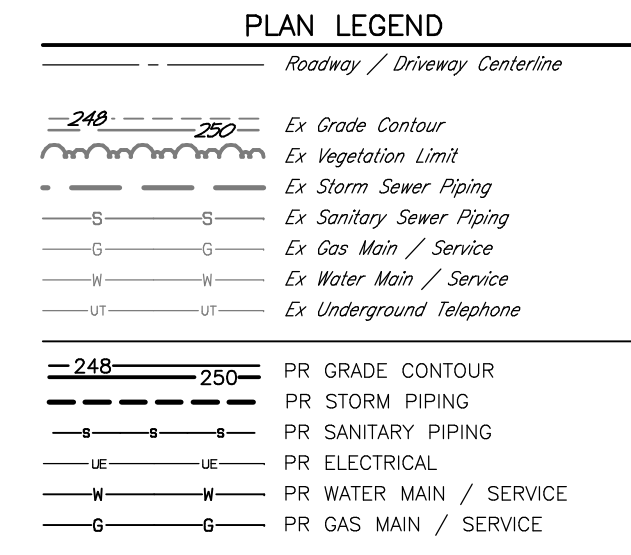 PLAN LEGEND
Roadway / Driveway Centerline
248
250 Ex Grade Contour
Ex Vegetation Limit
Ex Storm Sewer Piping
S S Ex Sanitary Sewer Piping
G G Ex Gas Main / Service
W W Ex Water Main / Service
UT UT Ex Underground Telephone
248
250 PR GRADE CONTOUR
PR STORM PIPING
S S S PR SANITARY PIPING
UE UE PR ELECTRICAL
W W PR WATER MAIN / SERVICE
G G PR GAS MAIN / SERVICE